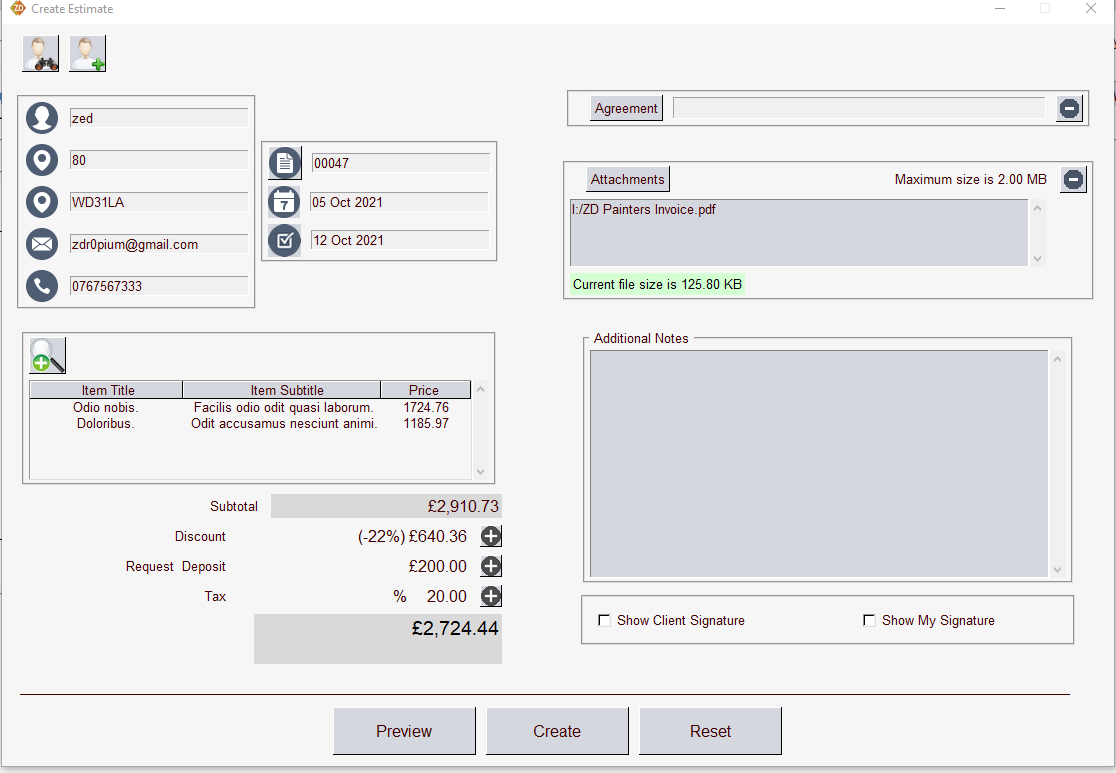 ZD Create Estimate
zed
80
WD31LA
zdr0pium@gmail.com
0767567333
00047
7 05 Oct 2021
12 Oct 2021
Agreement
Attachments Maximum size is 2.00 MB
I:/ZD Painters Invoice.pdf
Current file size is 125.80 KB
Item Title Item Subtitle Price
Odio nobis. Facilis odio odit quasi laborum. 1724.76
Doloribus. Odit accusamus nesciunt animi. 1185.97
Subtotal £2,910.73
Discount (-22%) £640.36
Request Deposit £200.00
Tax % 20.00
£2,724.44
Additional Notes
Show Client Signature Show My Signature
Preview Create Reset